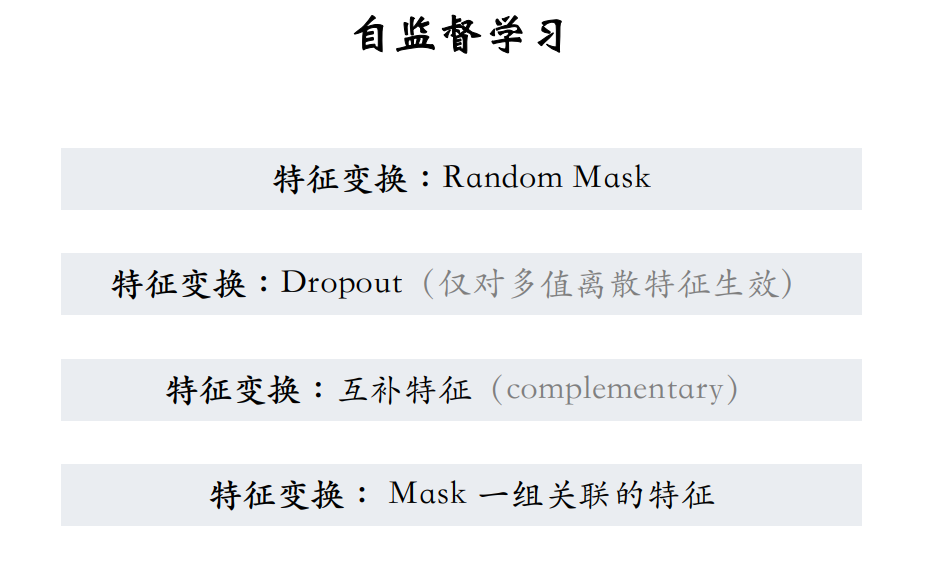 自监督学习
特征变换：Random Mask
特征变换：Dropout（仅对多值离散特征生效）
特征变换：互补特征（complementary）
特征变换： Mask 一组关联的特征